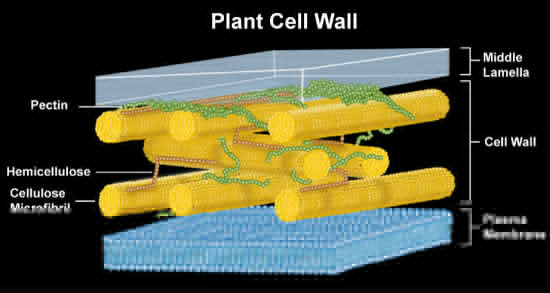 Plant Cell Wall
Middle
Lamella
Pectin
Cell Wall
Hemicellulose
Cellulose
Microfibril
Plasma
Membrane